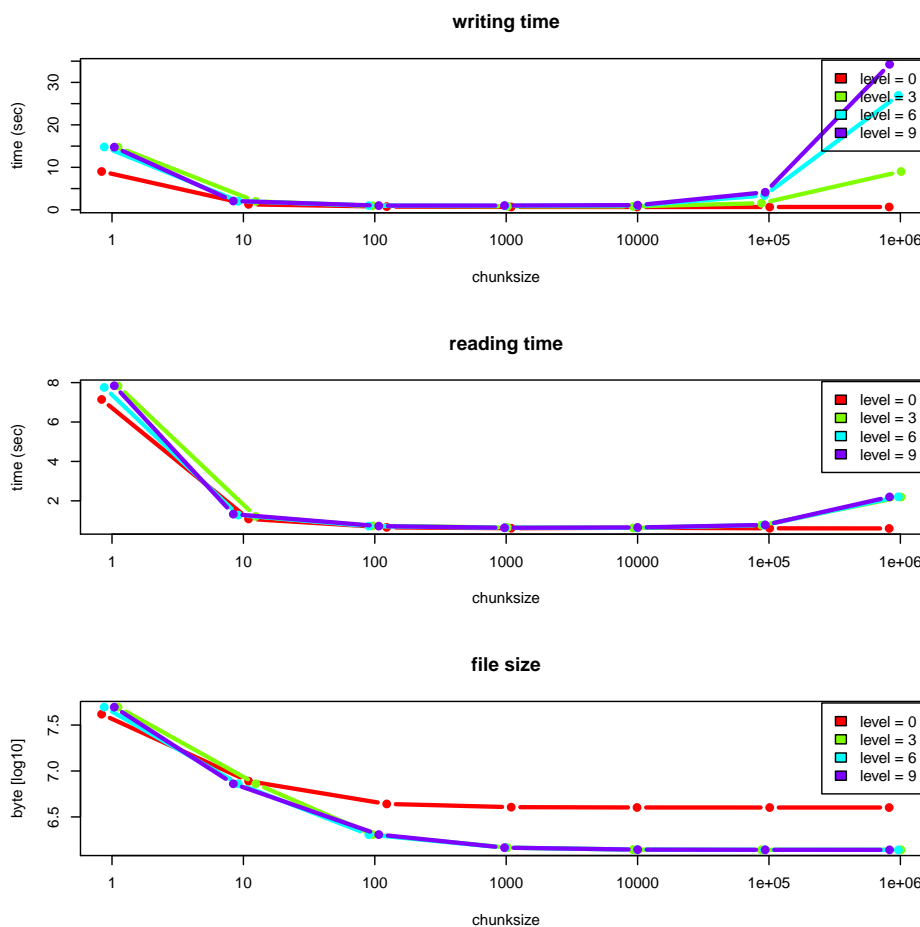 writing time
time (sec)
0
10
20
30
level = 0
level = 3
level = 6
level = 9
1
10
100
1000
10000
1e+05
1e+06
chunksize
reading time
time (sec)
2
4
6
8
level = 0
level = 3
level = 6
level = 9
1
10
100
1000
10000
1e+05
1e+06
chunksize
file size
byte [log10]
6.5
7.0
7.5
level = 0
level = 3
level = 6
level = 9
1
10
100
1000
10000
1e+05
1e+06
chunksize